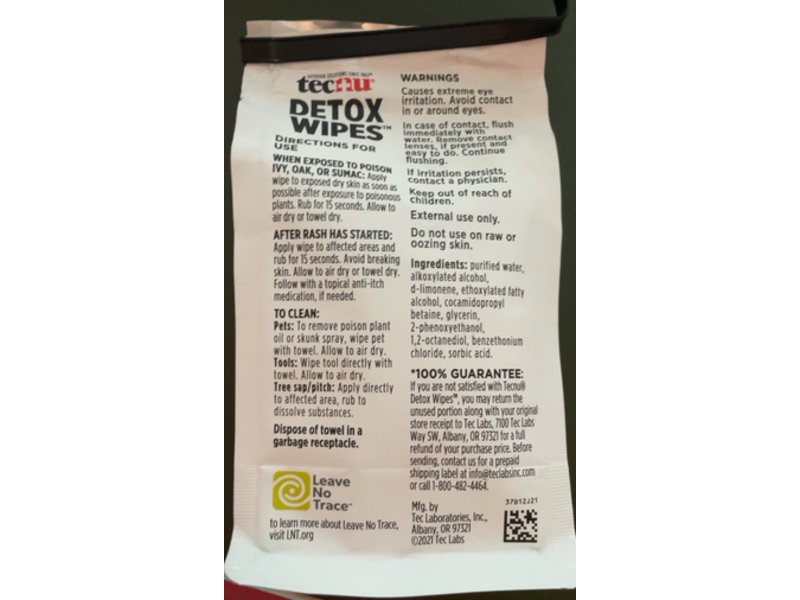 OUTDOOR SOLUTIONS SINCE 1961™
tecnu®
DETOX
WIPES™
DIRECTIONS FOR
USE
WHEN EXPOSED TO POISON
IVY, OAK, OR SUMAC: Apply
wipe to exposed dry skin as soon as
possible after exposure to poisonous
plants. Rub for 15 seconds. Allow to
air dry or towel dry.
AFTER RASH HAS STARTED:
Apply wipe to affected areas and
rub for 15 seconds. Avoid breaking
skin. Allow to air dry or towel dry.
Follow with a topical anti-itch
medication, if needed.
TO CLEAN:
Pets: To remove poison plant
oil or skunk spray, wipe pet
with towel. Allow to air dry.
Tools: Wipe tool directly with
towel. Allow to air dry.
Tree sap/pitch: Apply directly
to affected area, rub to
dissolve substances.
Dispose of towel in a
garbage receptacle.
Leave
No
Trace™
to learn more about Leave No Trace,
visit LNT.org
WARNINGS
Causes extreme eye
irritation. Avoid contact
in or around eyes.
In case of contact, flush
immediately with
water. Remove contact
lenses, if present and
easy to do. Continue
flushing.
If irritation persists,
contact a physician.
Keep out of reach of
children.
External use only.
Do not use on raw or
oozing skin.
Ingredients: purified water,
alkoxylated alcohol,
d-limonene, ethoxylated fatty
alcohol, cocamidopropyl
betaine, glycerin,
2-phenoxyethanol,
1,2-octanediol, benzethonium
chloride, sorbic acid.
*100% GUARANTEE:
If you are not satisfied with Tecnu®
Detox Wipes℠, you may return the
unused portion along with your original
store receipt to Tec Labs, 7100 Tec Labs
Way SW, Albany, OR 97321 for a full
refund of your purchase price. Before
sending, contact us for a prepaid
shipping label at info@teclabsinc.com
or call 1-800-482-4464.
37B12J21
Mfg. by
Tec Laboratories, Inc.,
Albany, OR 97321
©2021 Tec Labs